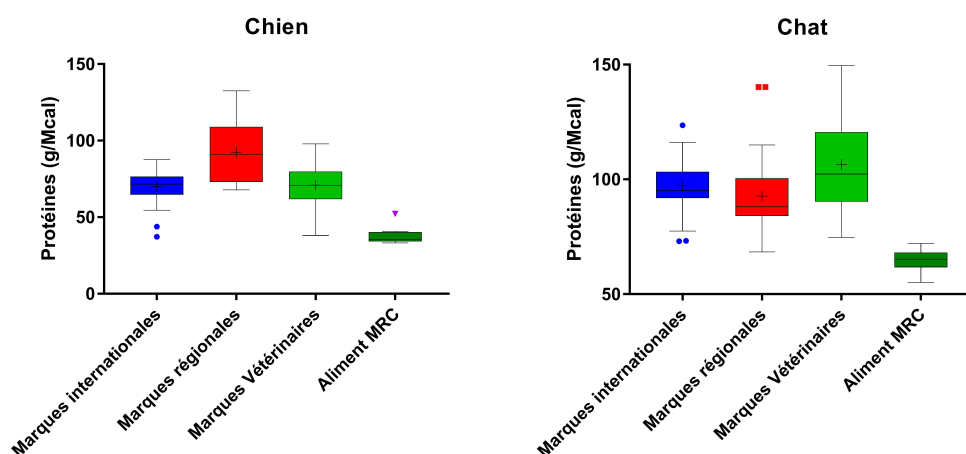 Chien
Protéines (g/Mcal)
150
100
50
0
Marques internationales
Marques régionales
Marques Vétérinaires
Aliment MRC
Chat
Protéines (g/Mcal)
150
100
50
Marques internationales
Marques régionales
Marques Vétérinaires
Aliment MRC